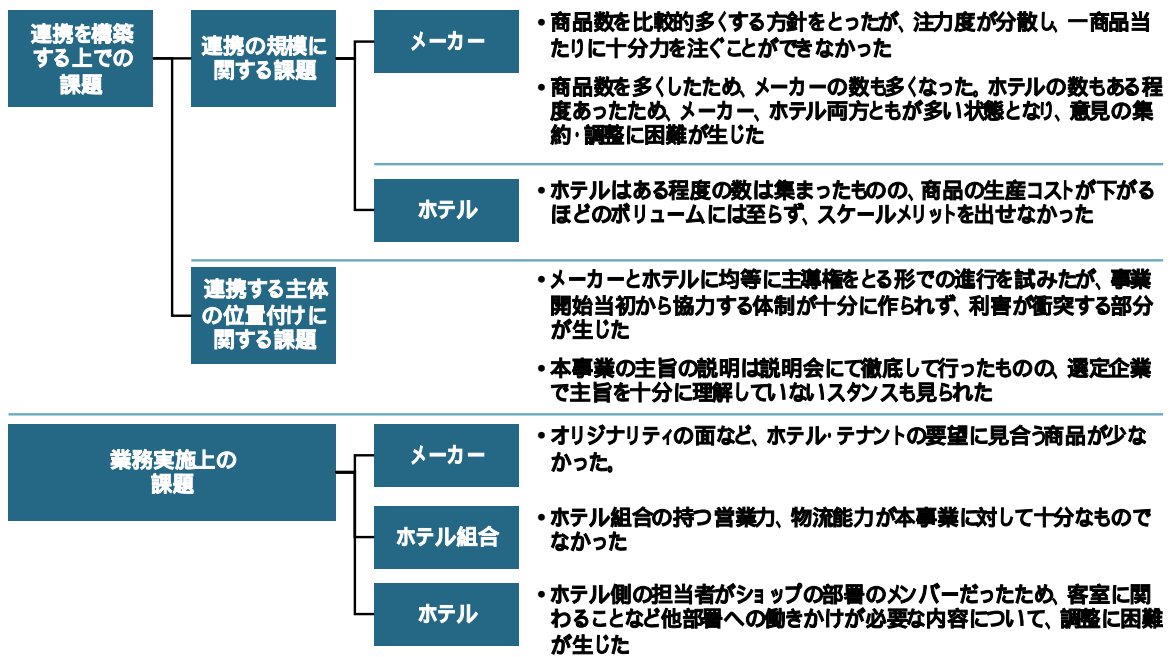 連携を構築
する上での
課題
連携の規模に
関する課題
メーカー
•商品数を比較的多くする方針をとったが、注力度が分散し、一商品当
たりに十分力を注ぐことができなかった
•商品数を多くしたため、メーカーの数も多くなった。ホテルの数もある程
度あったため、メーカー、ホテル両方ともが多い状態となり、意見の集
約・調整に困難が生じた
ホテル
•ホテルはある程度の数は集まったものの、商品の生産コストが下がる
ほどのボリュームには至らず、スケールメリットを出せなかった
連携する主体
の位置付けに
関する課題
•メーカーとホテルに均等に主導権をとる形での進行を試みたが、事業
開始当初から協力する体制が十分に作られず、利害が衝突する部分
が生じた
•本事業の主旨の説明は説明会にて徹底して行ったものの、選定企業
で主旨を十分に理解していないスタンスも見られた
業務実施上の
課題
メーカー
•オリジナリティの面など、ホテル・テナントの要望に見合う商品が少な
かった。
ホテル組合
•ホテル組合の持つ営業力、物流能力が本事業に対して十分なもので
なかった
ホテル
•ホテル側の担当者がショップの部署のメンバーだったため、客室に関
わることなど他部署への働きかけが必要な内容について、調整に困難
が生じた